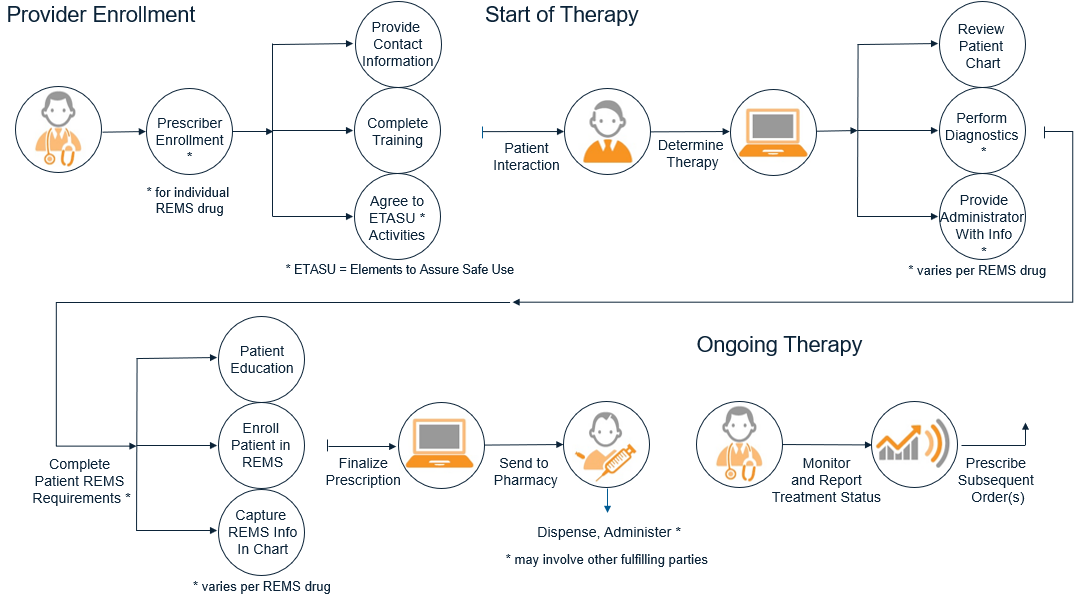 Provider Enrollment
Prescriber
Enrollment
*
* for individual
REMS drug
Provide
Contact
Information
Complete
Training
Agree to
ETASU *
Activities
* ETASU = Elements to Assure Safe Use
Start of Therapy
Patient
Interaction
Determine
Therapy
Review
Patient
Chart
Perform
Diagnostics
*
Provide
Administrator
With Info
*
* varies per REMS drug
Complete
Patient REMS
Requirements *
Patient
Education
Enroll
Patient in
REMS
Capture
REMS Info
In Chart
* varies per REMS drug
Finalize
Prescription
Send to
Pharmacy
Dispense, Administer *
* may involve other fulfilling parties
Ongoing Therapy
Monitor
and Report
Treatment Status
Prescribe
Subsequent
Order(s)